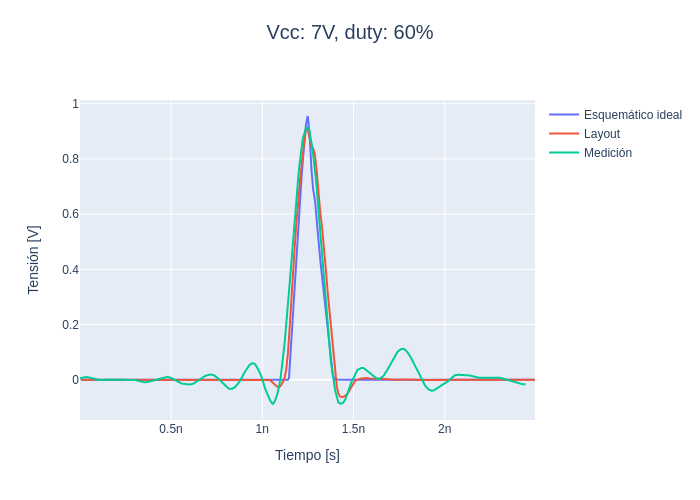 Vcc: 7V, duty: 60%
Esquemático ideal
Layout
Medición
Tensión [V]
1
0.8
0.6
0.4
0.2
0
0.5n
1n
1.5n
2n
Tiempo [s]